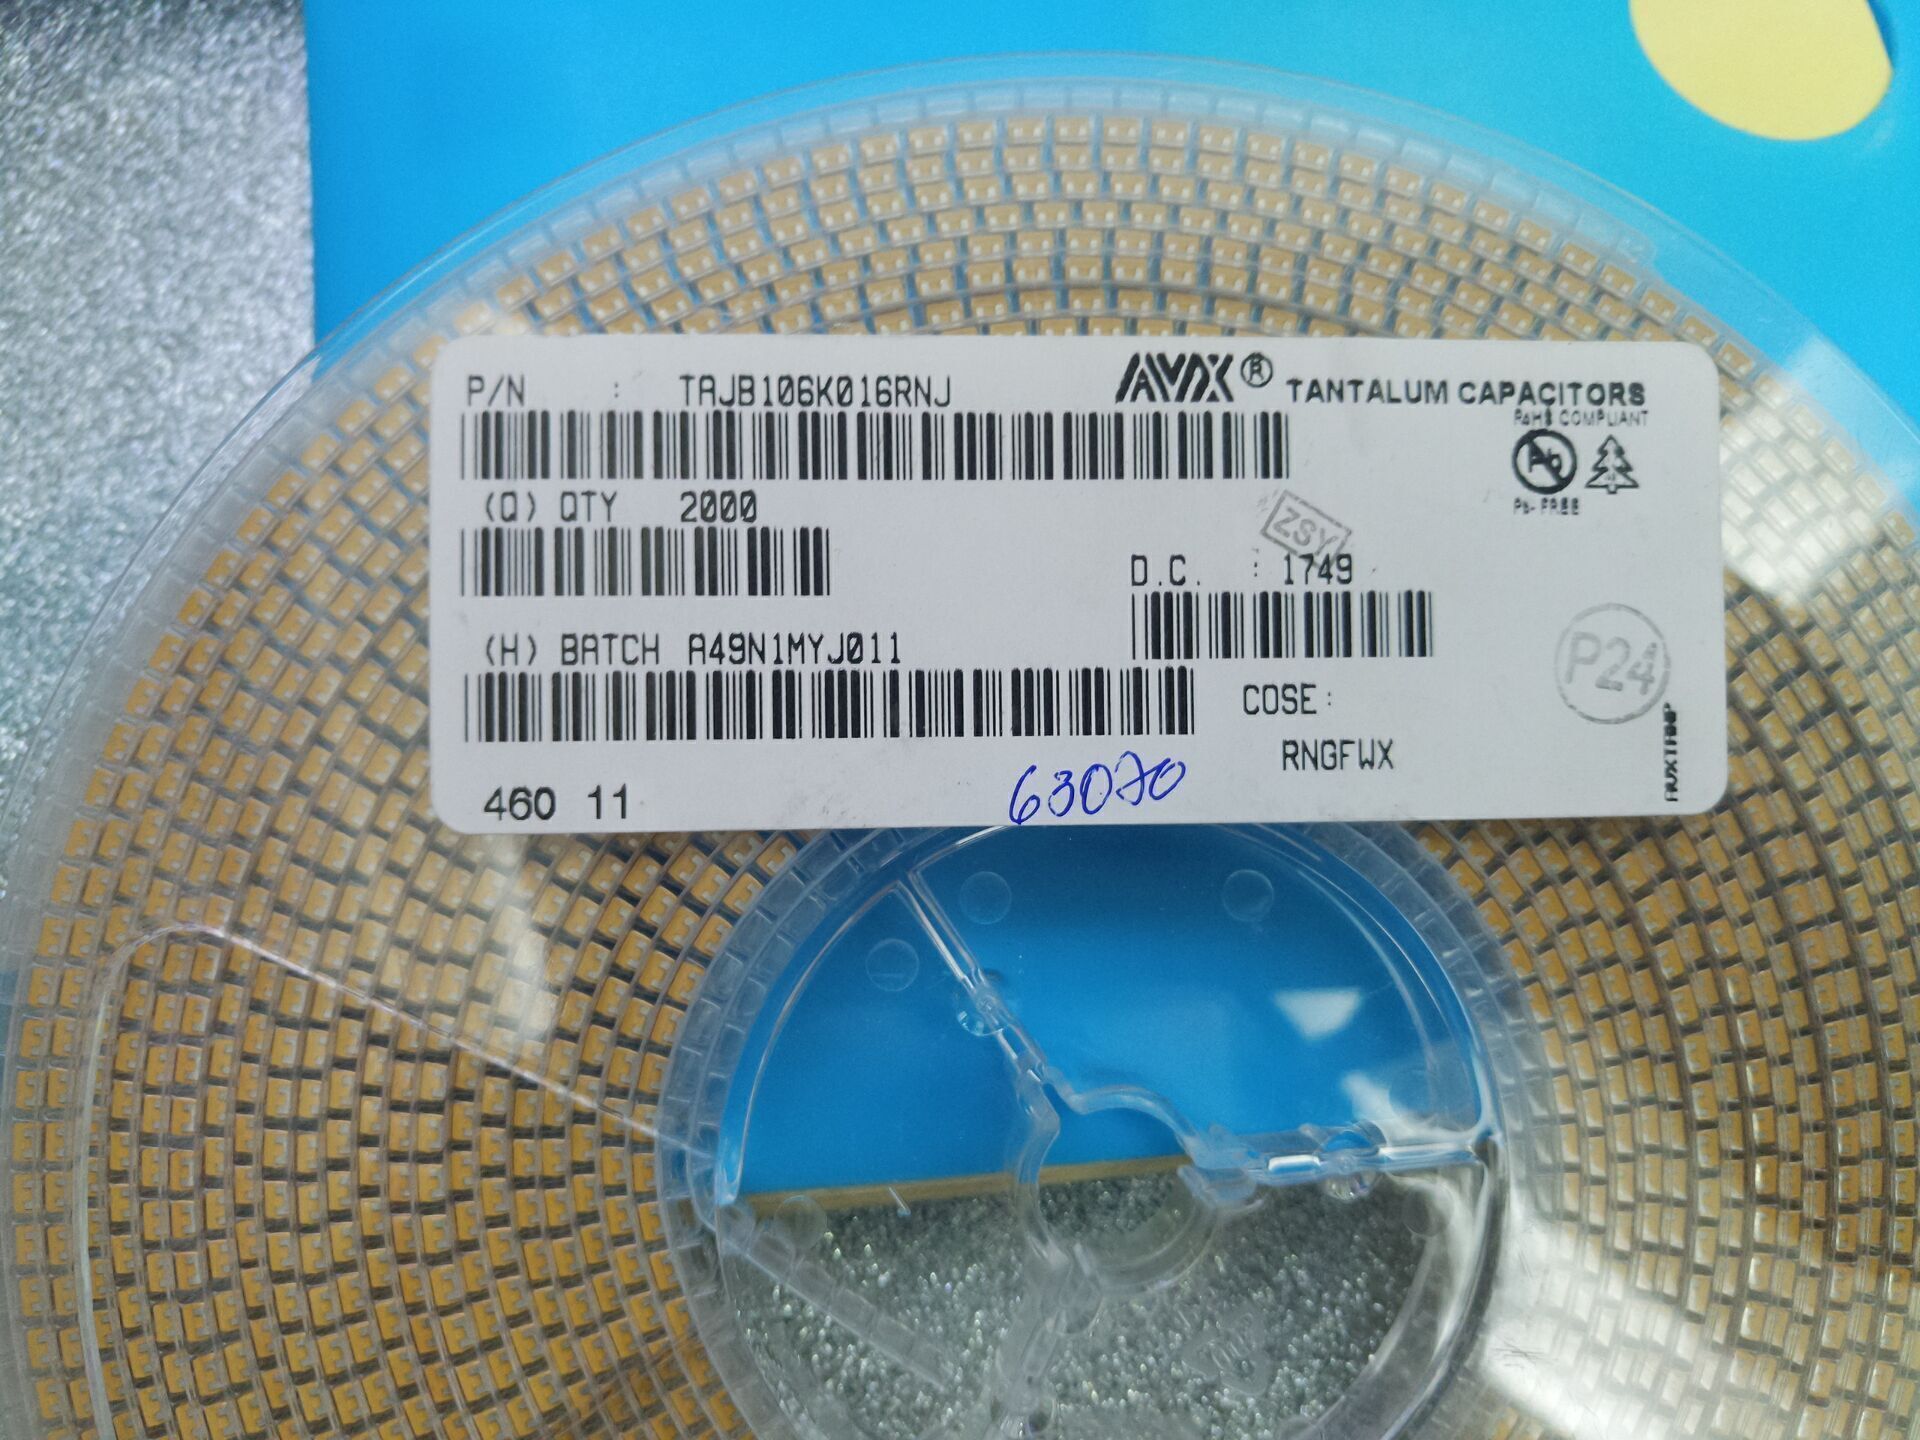 P/N : TAJB106K016RNJ
AVX® TANTALUM CAPACITORS
RoHS COMPLIANT
Pb
Pb-FREE
(Q) QTY 2000
ZSY
D.C. : 1749
(H) BATCH A49N1MYJ011
P24
COSE:
RNGFWX
460 11
63070